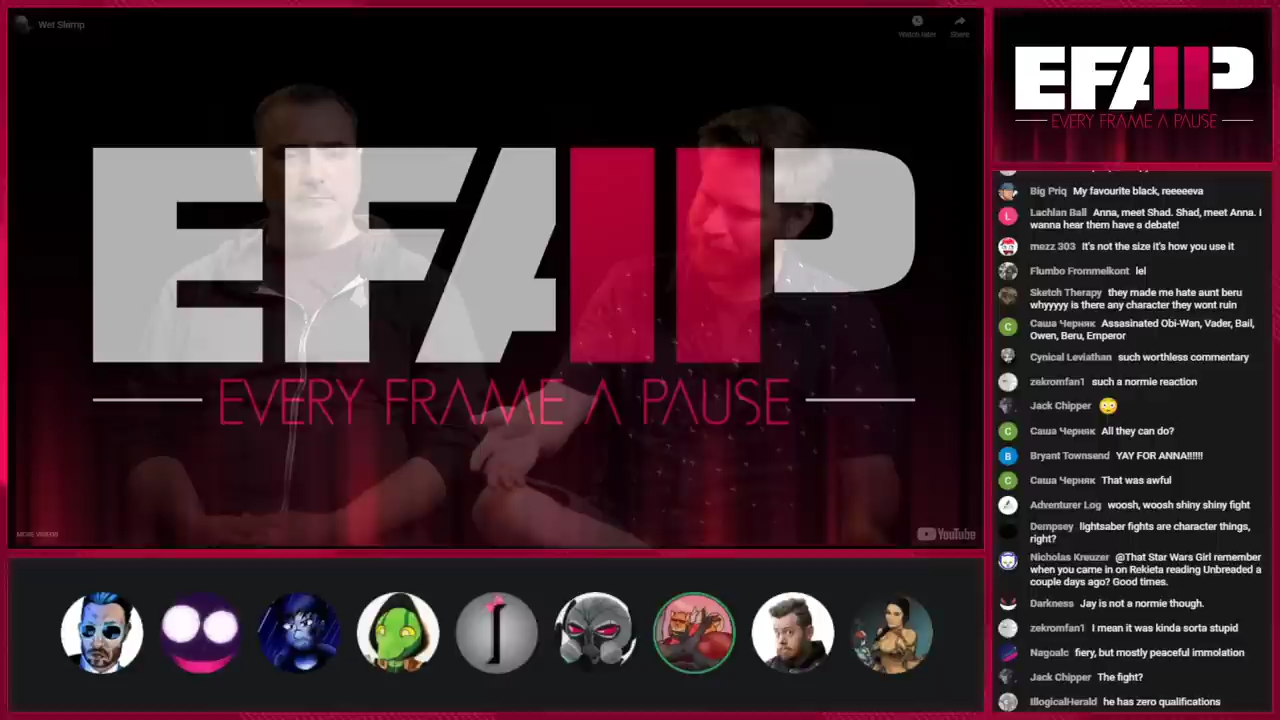 Wet Slamp
Watch later
Share
EFAP
EVERY FRAME A PAUSE
MORE VIDEOS
YouTube
EFAP
EVERY FRAME A PAUSE
Big Priq My favourite black, reeeeeva
Lachlan Ball Anna, meet Shad. Shad, meet Anna. I
wanna hear them have a debate!
mezz 303 It's not the size it's how you use it
Flumbo Frommelkont lel
Sketch Therapy they made me hate aunt beru
whyyyy is there any character they wont ruin
Саша Черняк Assasinated Obi-Wan, Vader, Bail,
Owen, Beru, Emperor
Cynical Leviathan such worthless commentary
zekromfan1 such a normie reaction
Jack Chipper 😳
Саша Черняк All they can do?
Bryant Townsend YAY FOR ANNA!!!!!!
Саша Черняк That was awful
Adventurer Log woosh, woosh shiny shiny fight
Dempsey lightsaber fights are character things,
right?
Nicholas Kreuzer @That Star Wars Girl remember
when you came in on Rekieta reading Unbreaded a
couple days ago? Good times.
Darkness Jay is not a normie though.
zekromfan1 I mean it was kinda sorta stupid
Nagoalc fiery, but mostly peaceful immolation
Jack Chipper The fight?
IllogicalHerald he has zero qualifications